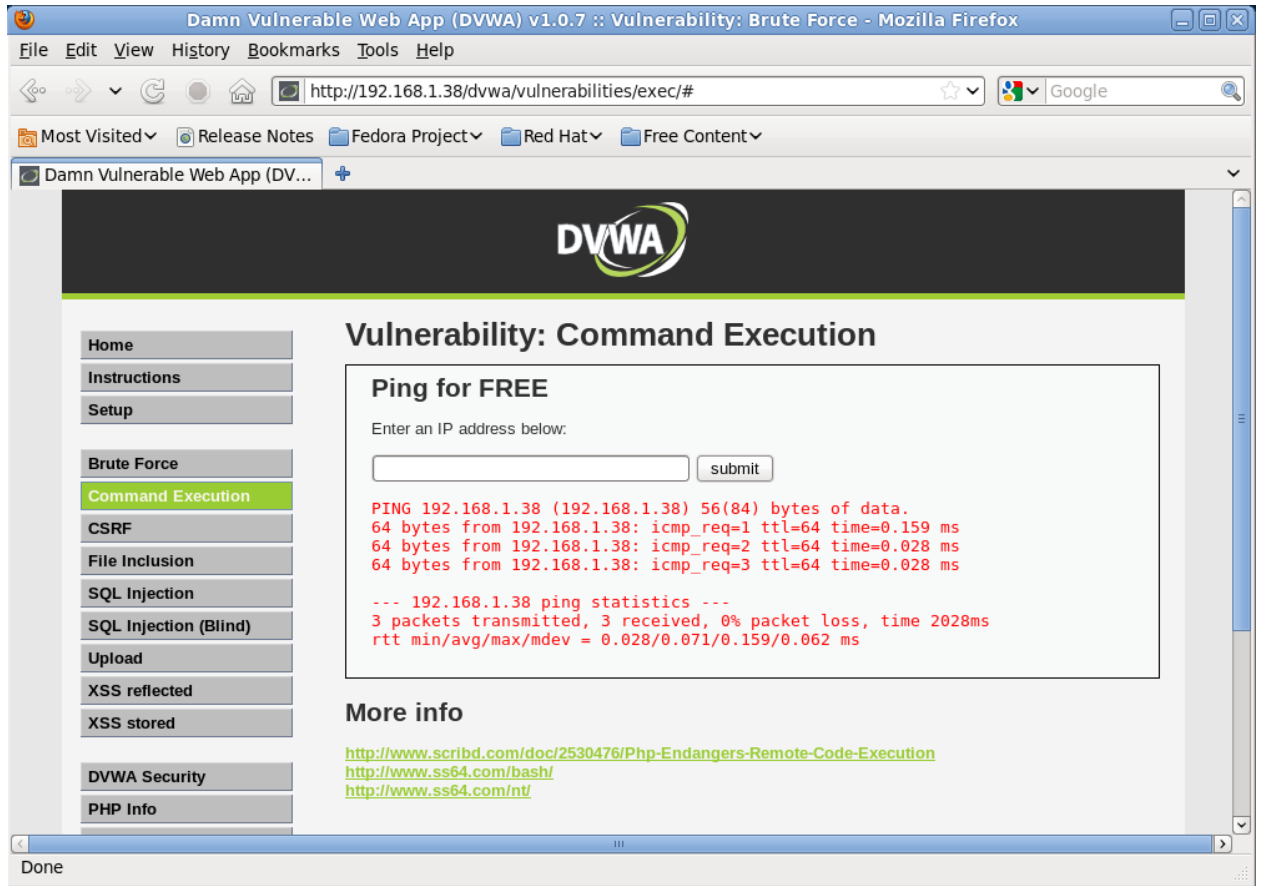 Damn Vulnerable Web App (DVWA) v1.0.7 :: Vulnerability: Brute Force - Mozilla Firefox
File Edit View History Bookmarks Tools Help
http://192.168.1.38/dvwa/vulnerabilities/exec/#
Google
Most Visited Release Notes Fedora Project Red Hat Free Content
Damn Vulnerable Web App (DV...
DVWA
Home
Instructions
Setup
Brute Force
Command Execution
CSRF
File Inclusion
SQL Injection
SQL Injection (Blind)
Upload
XSS reflected
XSS stored
DVWA Security
PHP Info
Vulnerability: Command Execution
Ping for FREE
Enter an IP address below:
submit
PING 192.168.1.38 (192.168.1.38) 56(84) bytes of data.
64 bytes from 192.168.1.38: icmp_req=1 ttl=64 time=0.159 ms
64 bytes from 192.168.1.38: icmp_req=2 ttl=64 time=0.028 ms
64 bytes from 192.168.1.38: icmp_req=3 ttl=64 time=0.028 ms
--- 192.168.1.38 ping statistics ---
3 packets transmitted, 3 received, 0% packet loss, time 2028ms
rtt min/avg/max/mdev = 0.028/0.071/0.159/0.062 ms
More info
http://www.scribd.com/doc/2530476/Php-Endangers-Remote-Code-Execution
http://www.ss64.com/bash/
http://www.ss64.com/nt/
Done